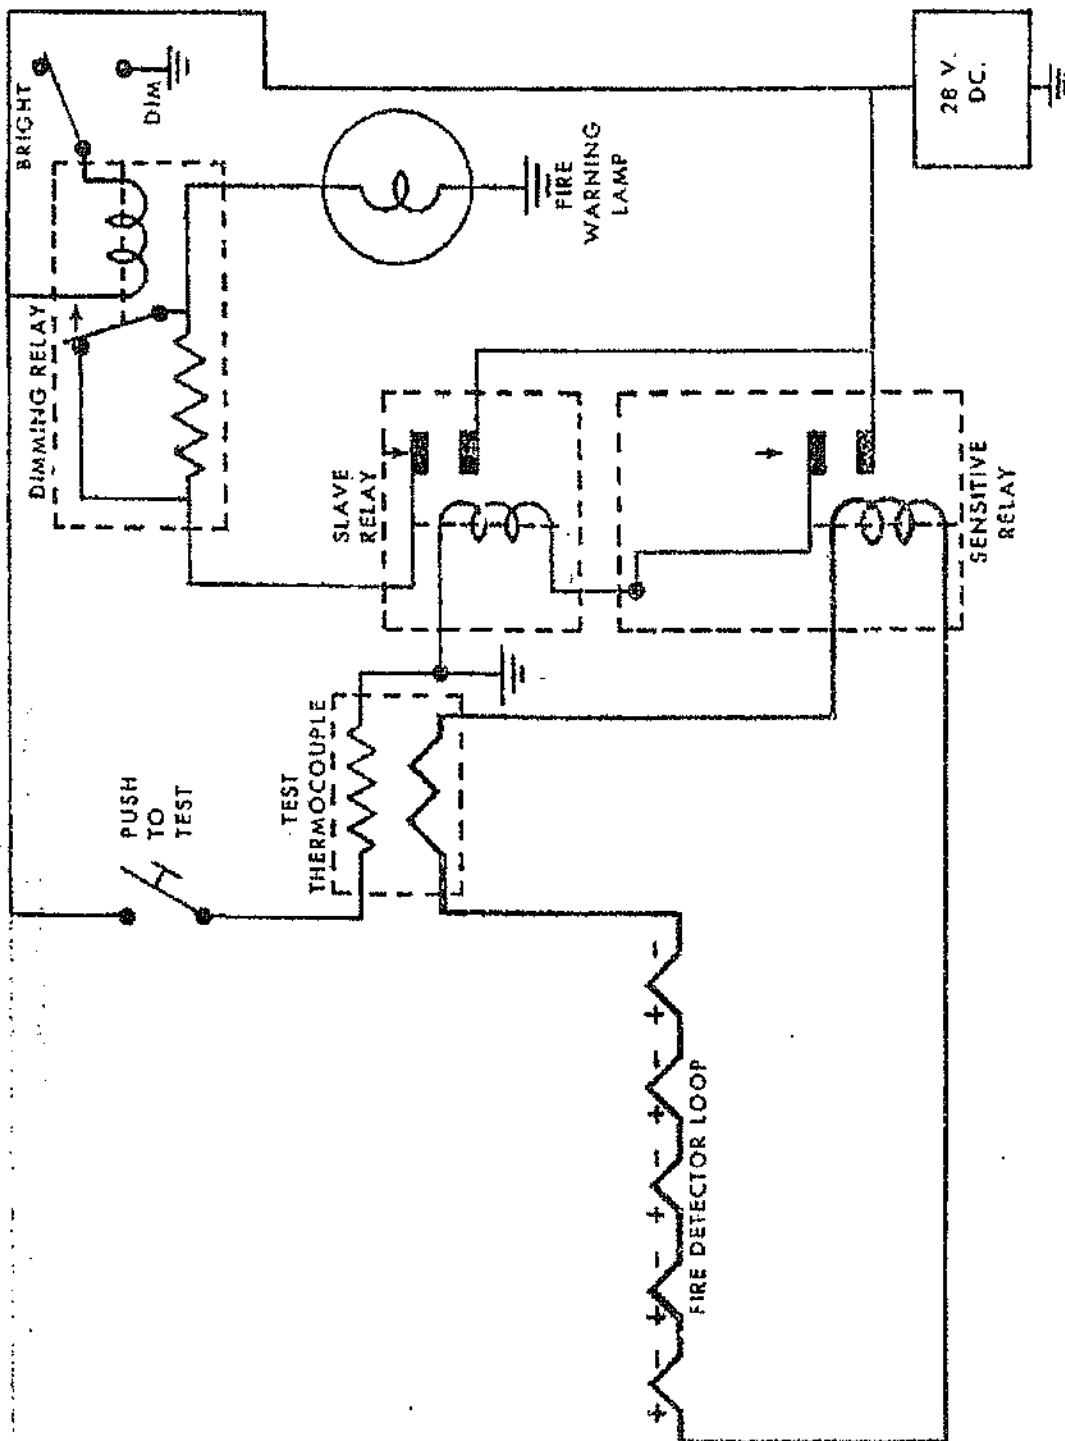 BRIGHT
DIM
DIMMING RELAY
FIRE
WARNING
LAMP
28 V.
DC.
SLAVE
RELAY
SENSITIVE
RELAY
PUSH
TO
TEST
TEST
THERMOCOUPLE
+ - + - + - + - + -
FIRE DETECTOR LOOP